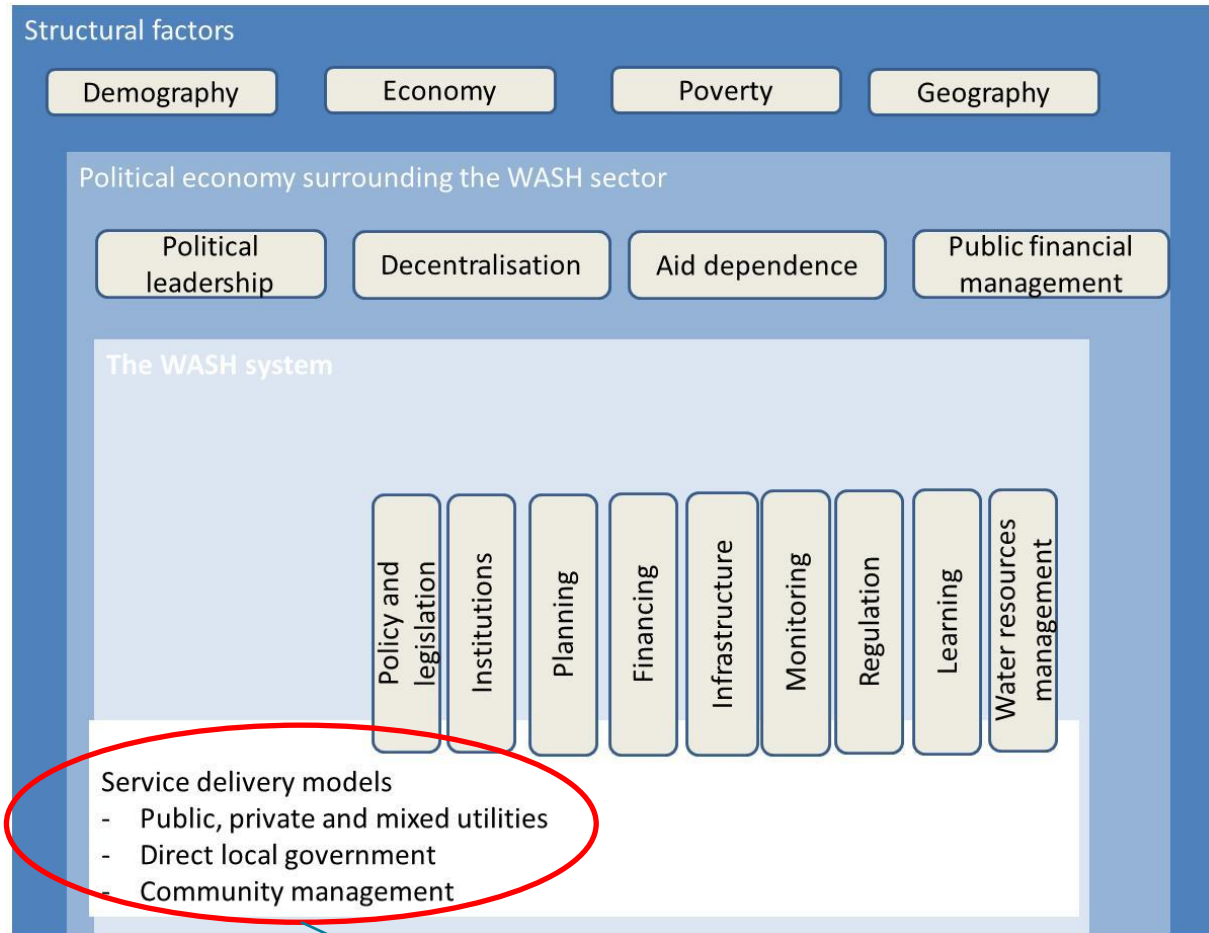 Structural factors
Demography
Economy
Poverty
Geography
Political economy surrounding the WASH sector
Political
leadership
Decentralisation
Aid dependence
Public financial
management
The WASH system
Policy and
legislation
Institutions
Planning
Financing
Infrastructure
Monitoring
Regulation
Learning
Water resources
management
Service delivery models
- Public, private and mixed utilities
- Direct local government
- Community management